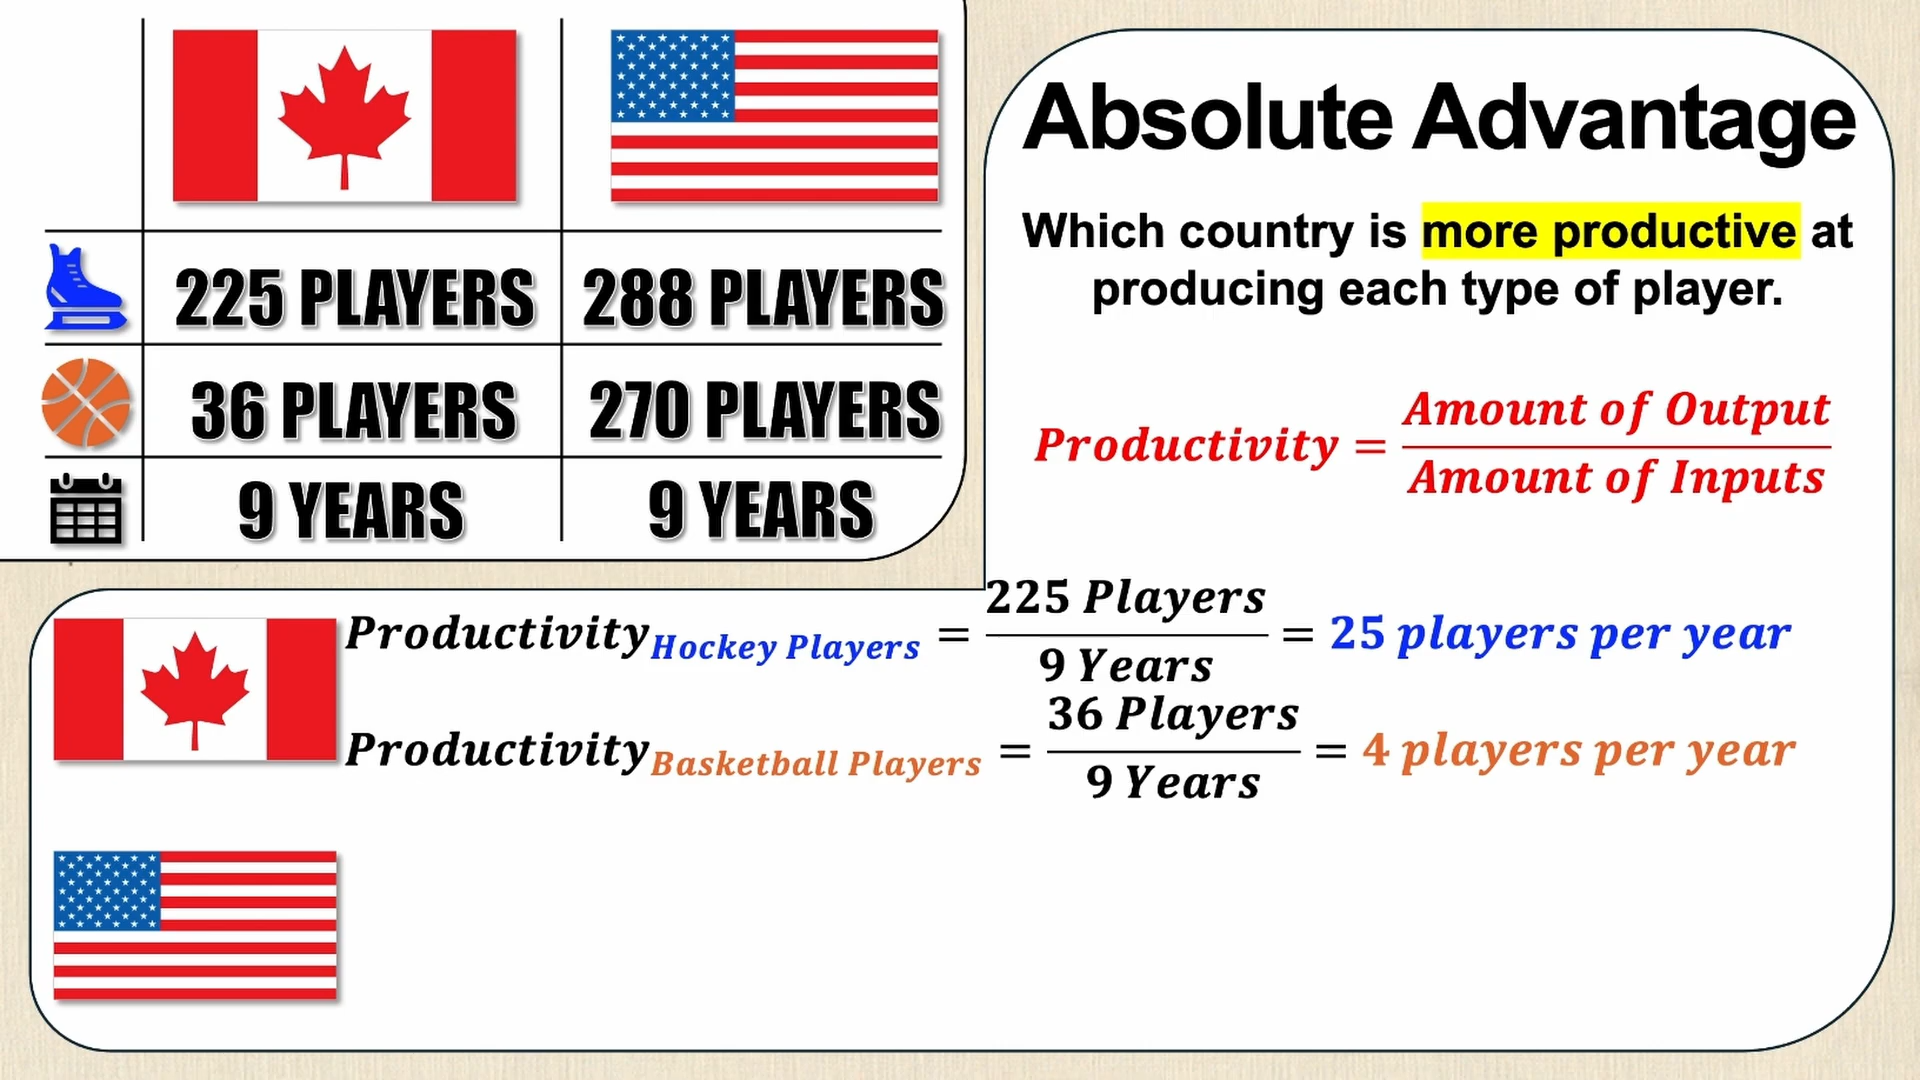 225 PLAYERS 288 PLAYERS
36 PLAYERS 270 PLAYERS
9 YEARS 9 YEARS
Absolute Advantage
Which country is more productive at
producing each type of player.
Productivity = Amount of Output / Amount of Inputs
Productivity Hockey Players = 225 Players / 9 Years = 25 players per year
Productivity Basketball Players = 36 Players / 9 Years = 4 players per year